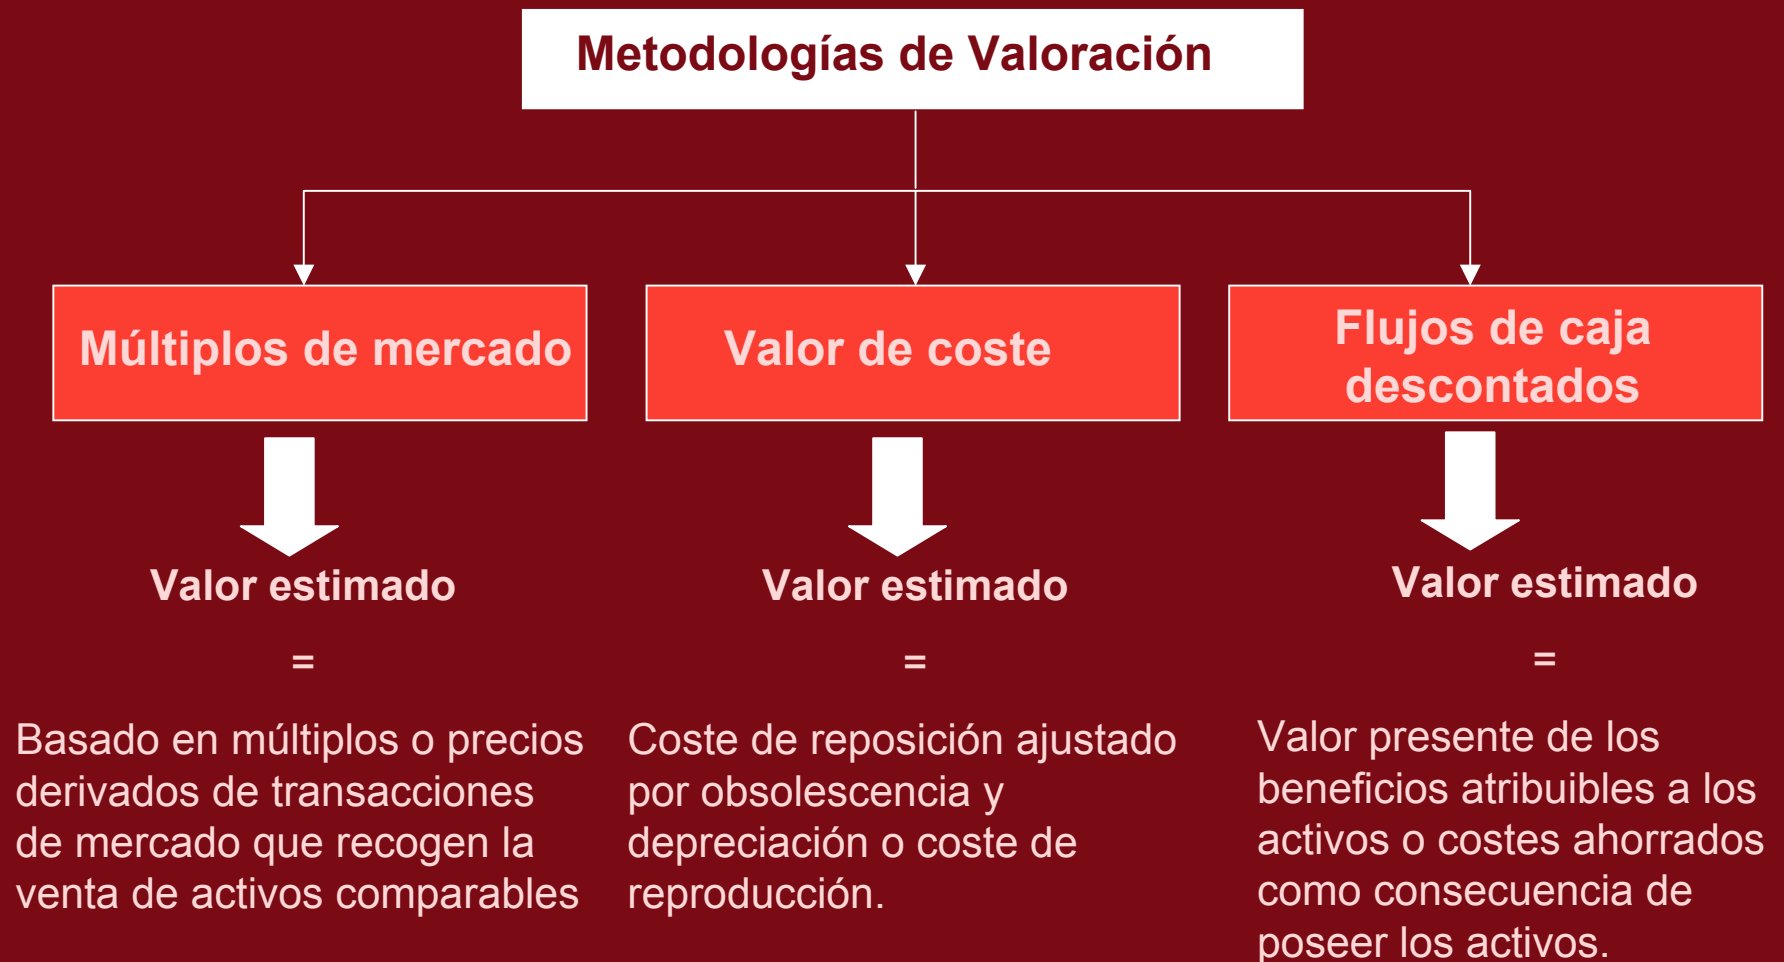 Metodologías de Valoración
Múltiplos de mercado
Valor estimado
=
Basado en múltiplos o precios
derivados de transacciones
de mercado que recogen la
venta de activos comparables
Valor de coste
Valor estimado
=
Coste de reposición ajustado
por obsolescencia y
depreciación o coste de
reproducción.
Flujos de caja
descontados
Valor estimado
=
Valor presente de los
beneficios atribuibles a los
activos o costes ahorrados
como consecuencia de
poseer los activos.